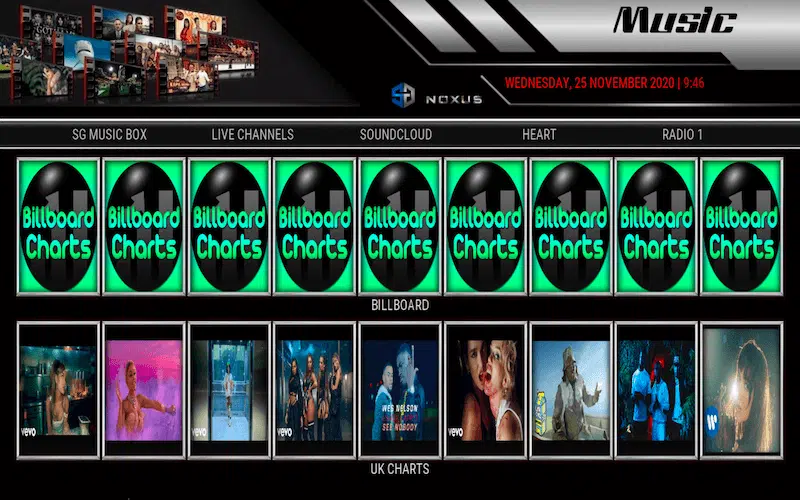 Music
GOTHAM
WEDNESDAY, 25 NOVEMBER 2020 | 9:46
SG NOXUS
SG MUSIC BOX
LIVE CHANNELS
SOUNDCLOUD
HEART
RADIO 1
Billboard Charts
Billboard Charts
Billboard Charts
Billboard Charts
Billboard Charts
Billboard Charts
Billboard Charts
Billboard Charts
Billboard Charts
BILLBOARD
vevo
vevo
vevo
WES NELSON
SEE NOBODY
vevo
UK CHARTS